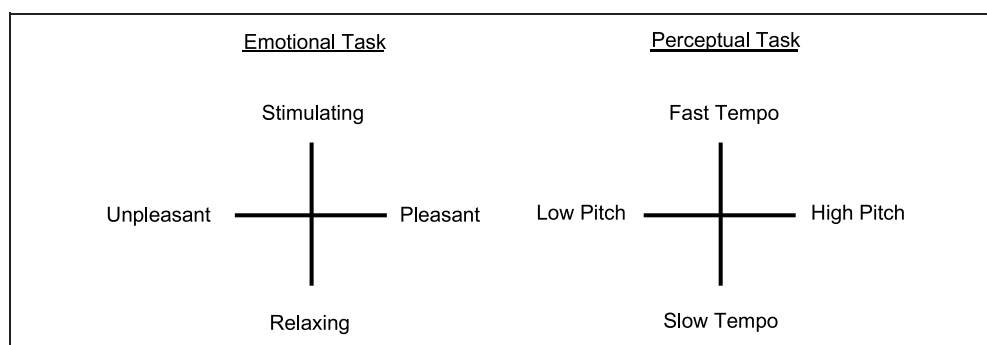 Emotional Task
Stimulating
Unpleasant
Pleasant
Relaxing
Perceptual Task
Fast Tempo
Low Pitch
High Pitch
Slow Tempo